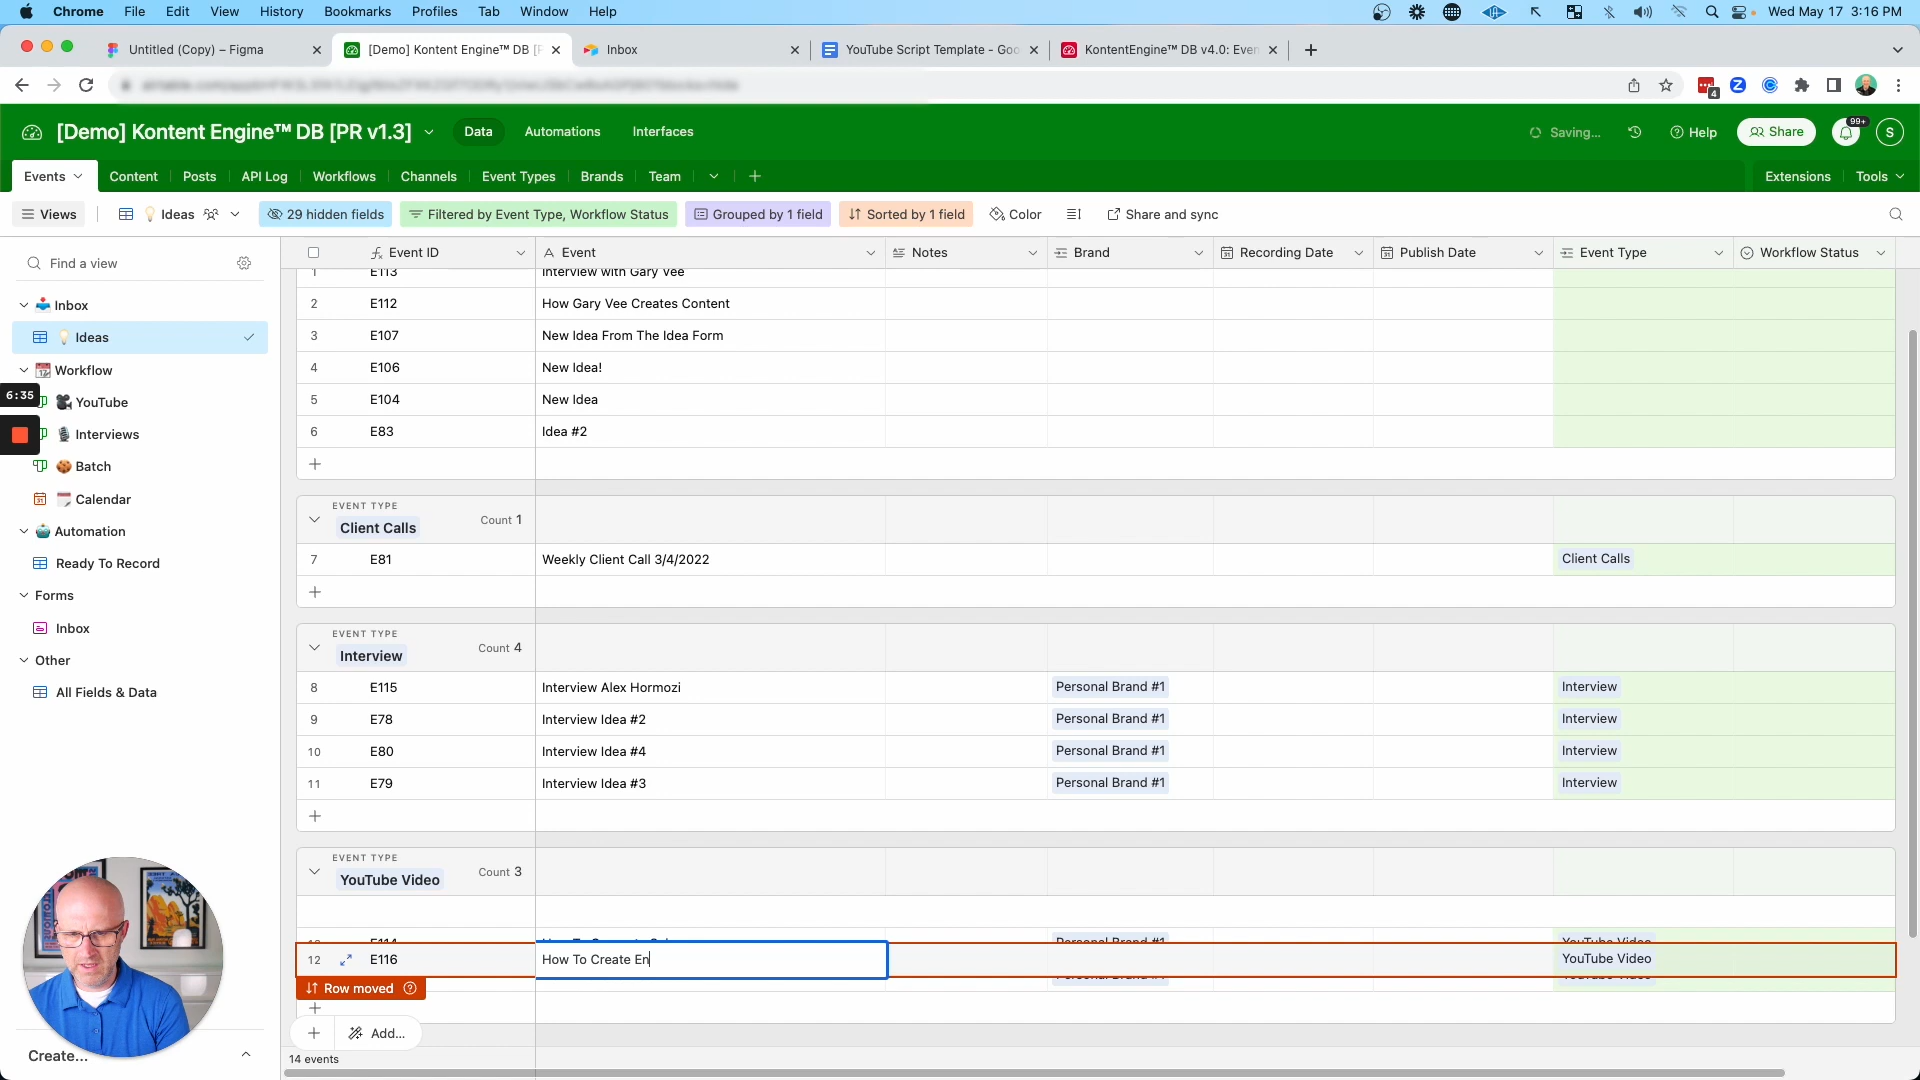 Chrome File Edit View History Bookmarks Profiles Tab Window Help Wed May 17 3:16 PM
Untitled (Copy) – Figma [Demo] Kontent Engine™ DB [P Inbox YouTube Script Template - Goo KontentEngine™ DB v4.0: Even
4
[Demo] Kontent Engine™ DB [PR v1.3] Data Automations Interfaces Saving... Help Share 99+ S
Events Content Posts API Log Workflows Channels Event Types Brands Team Extensions Tools
Views Ideas 29 hidden fields Filtered by Event Type, Workflow Status Grouped by 1 field Sorted by 1 field Color Share and sync
Find a view
Inbox
Ideas
Workflow
YouTube
Interviews
Batch
Calendar
Automation
Ready To Record
Forms
Inbox
Other
All Fields & Data
Create...
6:35
Event ID Event Notes Brand Recording Date Publish Date Event Type Workflow Status
1 E113 Interview with Gary Vee
2 E112 How Gary Vee Creates Content
3 E107 New Idea From The Idea Form
4 E106 New Idea!
5 E104 New Idea
6 E83 Idea #2
EVENT TYPE
Client Calls Count 1
7 E81 Weekly Client Call 3/4/2022 Client Calls
EVENT TYPE
Interview Count 4
8 E115 Interview Alex Hormozi Personal Brand #1 Interview
9 E78 Interview Idea #2 Personal Brand #1 Interview
10 E80 Interview Idea #4 Personal Brand #1 Interview
11 E79 Interview Idea #3 Personal Brand #1 Interview
EVENT TYPE
YouTube Video Count 3
12 E116 How To Create En YouTube Video
Row moved
Add...
14 events